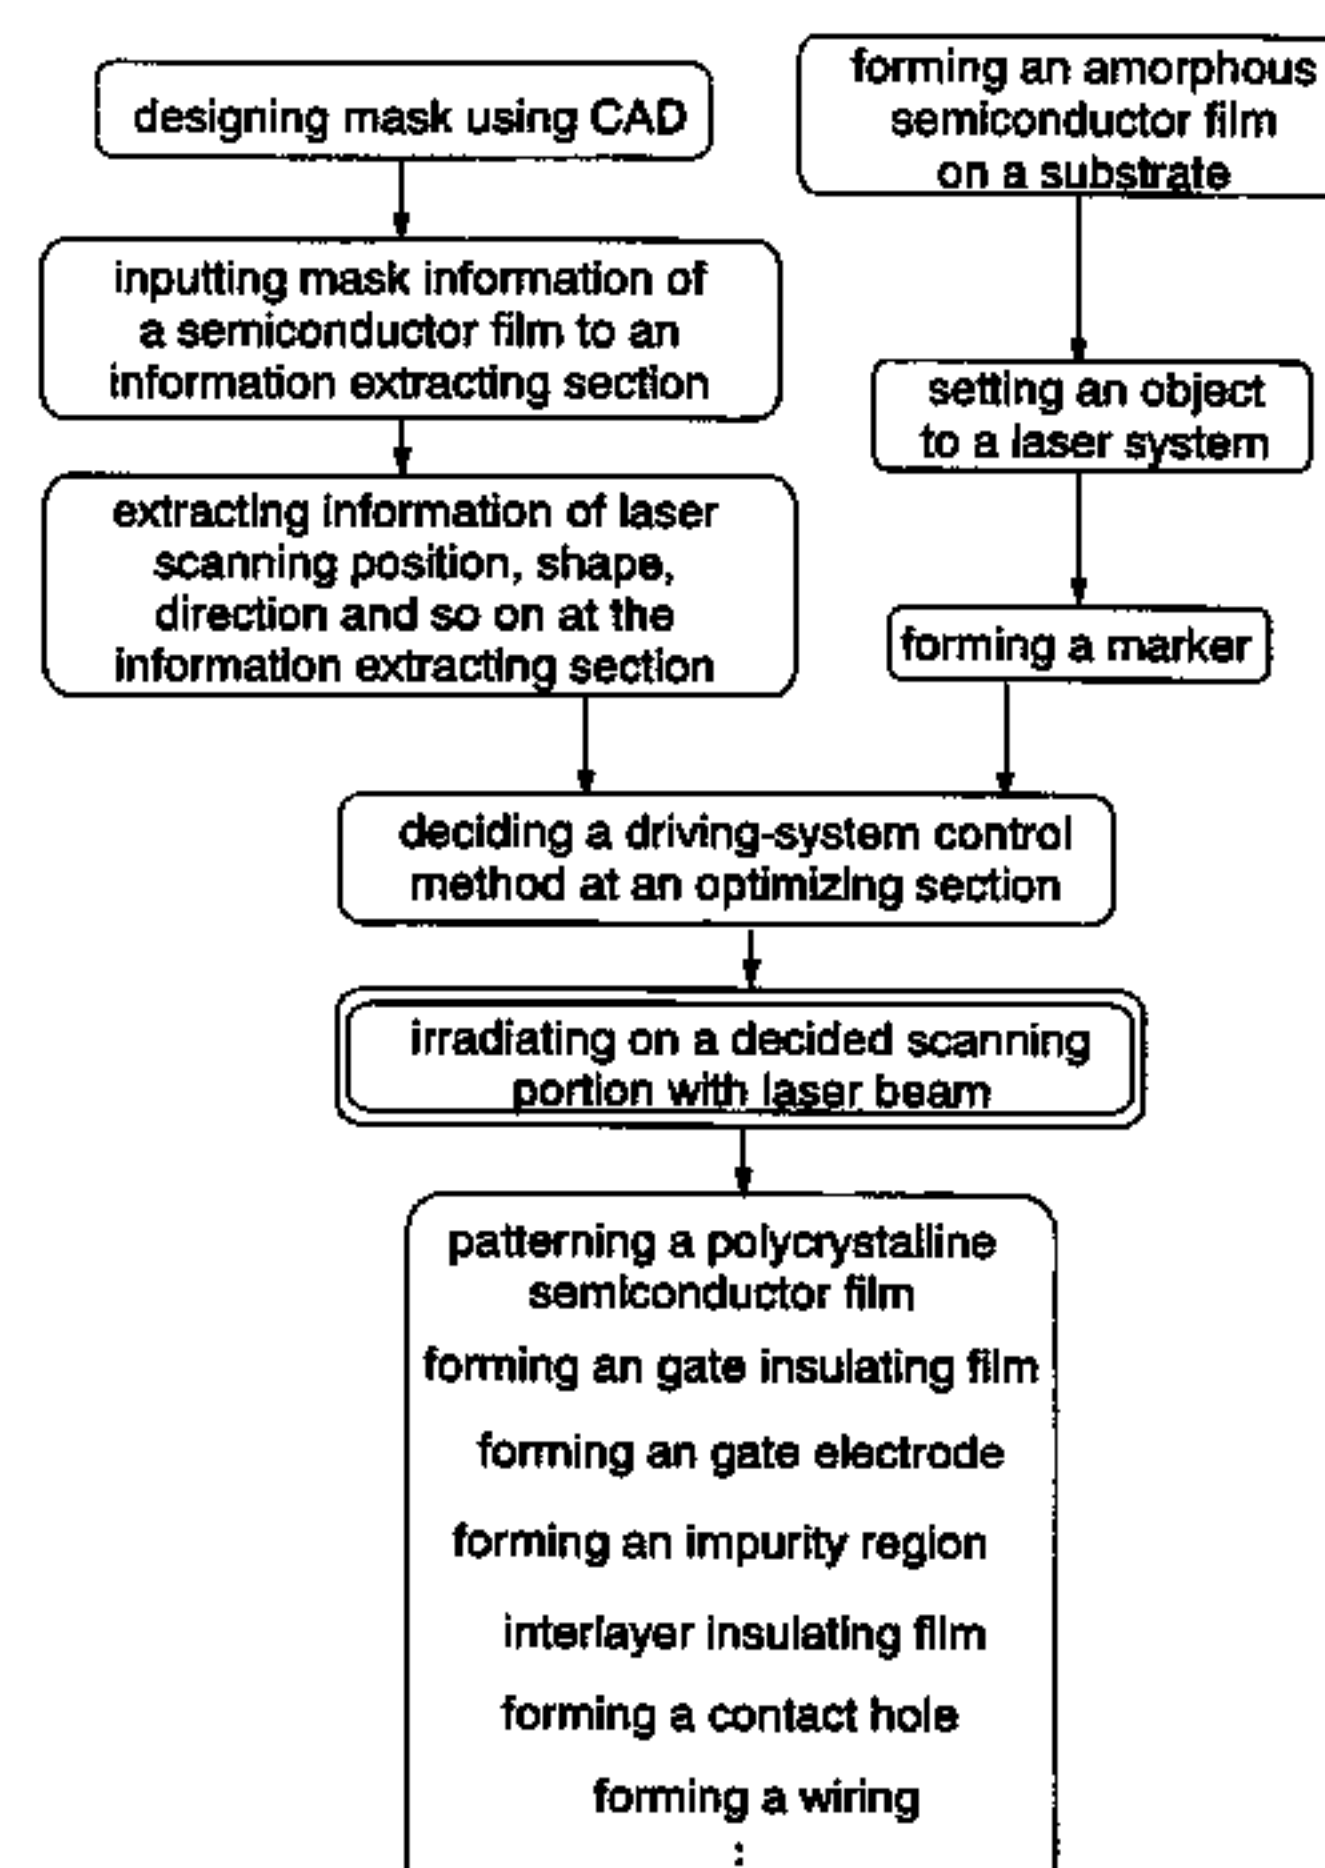 designing mask using CAD
inputting mask information of
a semiconductor film to an
information extracting section
extracting information of laser
scanning position, shape,
direction and so on at the
information extracting section
forming an amorphous
semiconductor film
on a substrate
setting an object
to a laser system
forming a marker
deciding a driving-system control
method at an optimizing section
irradiating on a decided scanning
portion with laser beam
patterning a polycrystalline
semiconductor film
forming an gate insulating film
forming an gate electrode
forming an impurity region
interlayer insulating film
forming a contact hole
forming a wiring
: